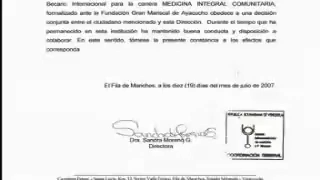 Becario Internacional para la carrera MEDICINA INTEGRAL COMUNITARIA,
formalizado ante la Fundación Gran Mariscal de Ayacucho obedece a una decisión
conjunta entre el ciudadano mencionado y esta Dirección. Durante el tiempo que ha
permanecido en esta institución ha mantenido buena conducta y disposición a
colaborar. En este sentido, tómese la presente constancia a los efectos que
corresponda
El Fila de Mariches, a los diez (10) días del mes de julio de 2007
Dra. Sandra Moreno G.
Directora